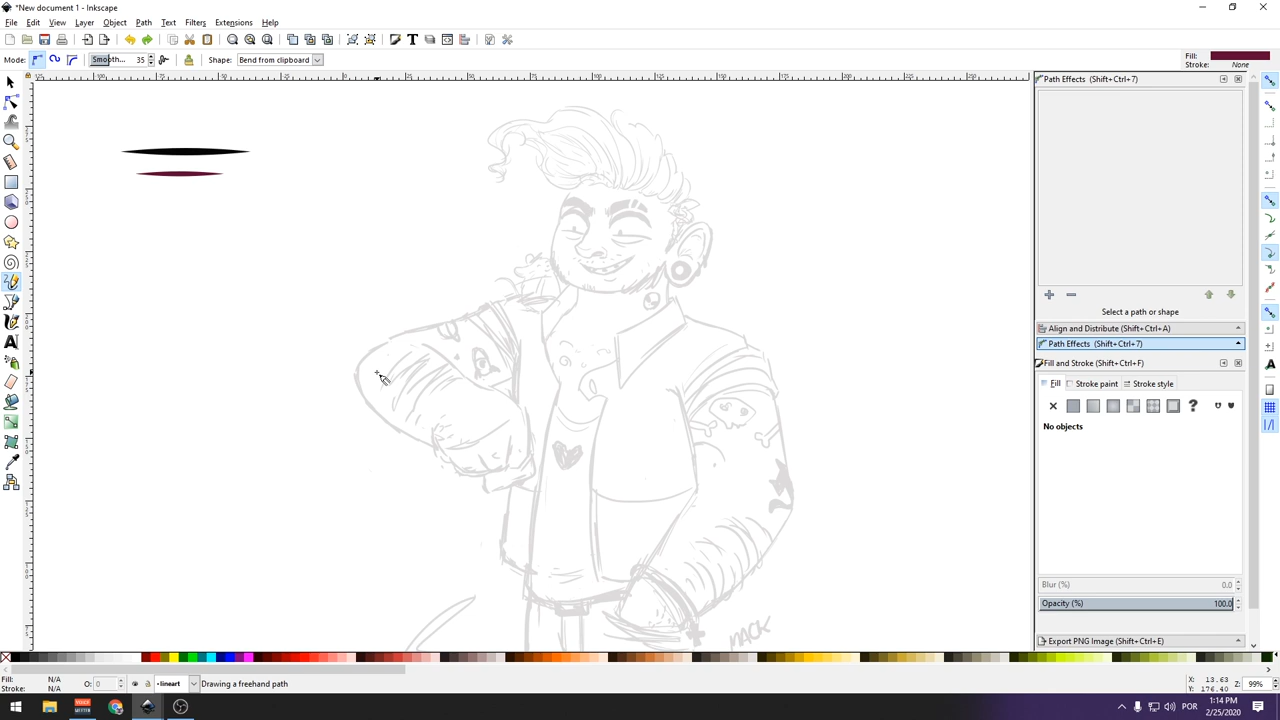 *New document 1 - Inkscape
File Edit View Layer Object Path Text Filters Extensions Help
Mode: Smooth... 35 Shape: Bend from clipboard Fill: Stroke: None
Path Effects (Shift+Ctrl+7)
Select a path or shape
Align and Distribute (Shift+Ctrl+A)
Path Effects (Shift+Ctrl+7)
Fill and Stroke (Shift+Ctrl+F)
Fill Stroke paint Stroke style
No objects
Blur (%) 0.0
Opacity (%) 100.0
MACK
Export PNG Image (Shift+Ctrl+E)
Fill: N/A
Stroke: N/A
O: 0 •lineart Drawing a freehand path
X: 13.63
Y: 176.40
Z: 99%
POR 1:14 PM
2/25/2020